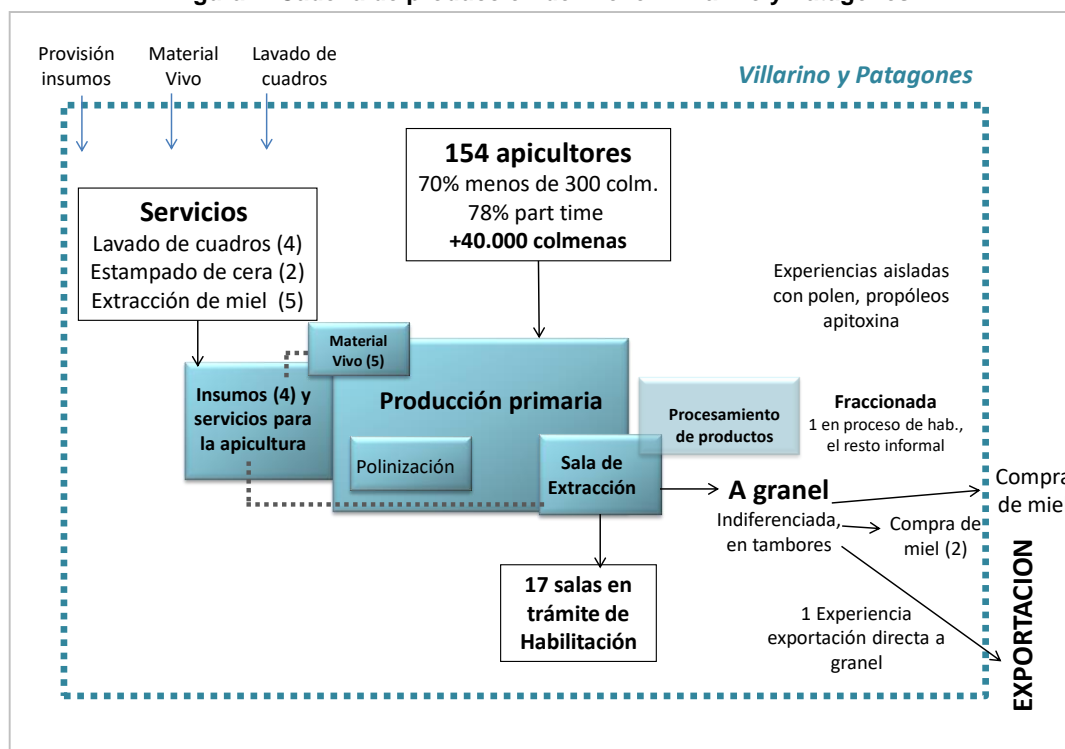 Provisión
insumos
Material
Vivo
Lavado de
cuadros
Villarino y Patagones
154 apicultores
70% menos de 300 colm.
78% part time
+40.000 colmenas
Servicios
Lavado de cuadros (4)
Estampado de cera (2)
Extracción de miel (5)
Experiencias aisladas
con polen, propóleos
apitoxina
Material
Vivo (5)
Insumos (4) y
servicios para
la apicultura
Producción primaria
Polinización
Sala de
Extracción
Procesamiento
de productos
Fraccionada
1 en proceso de hab.,
el resto informal
A granel
Indiferenciada,
en tambores
Compra
de mie
Compra de
miel (2)
17 salas en
trámite de
Habilitación
1 Experiencia
exportación directa a
granel
EXPORTACION